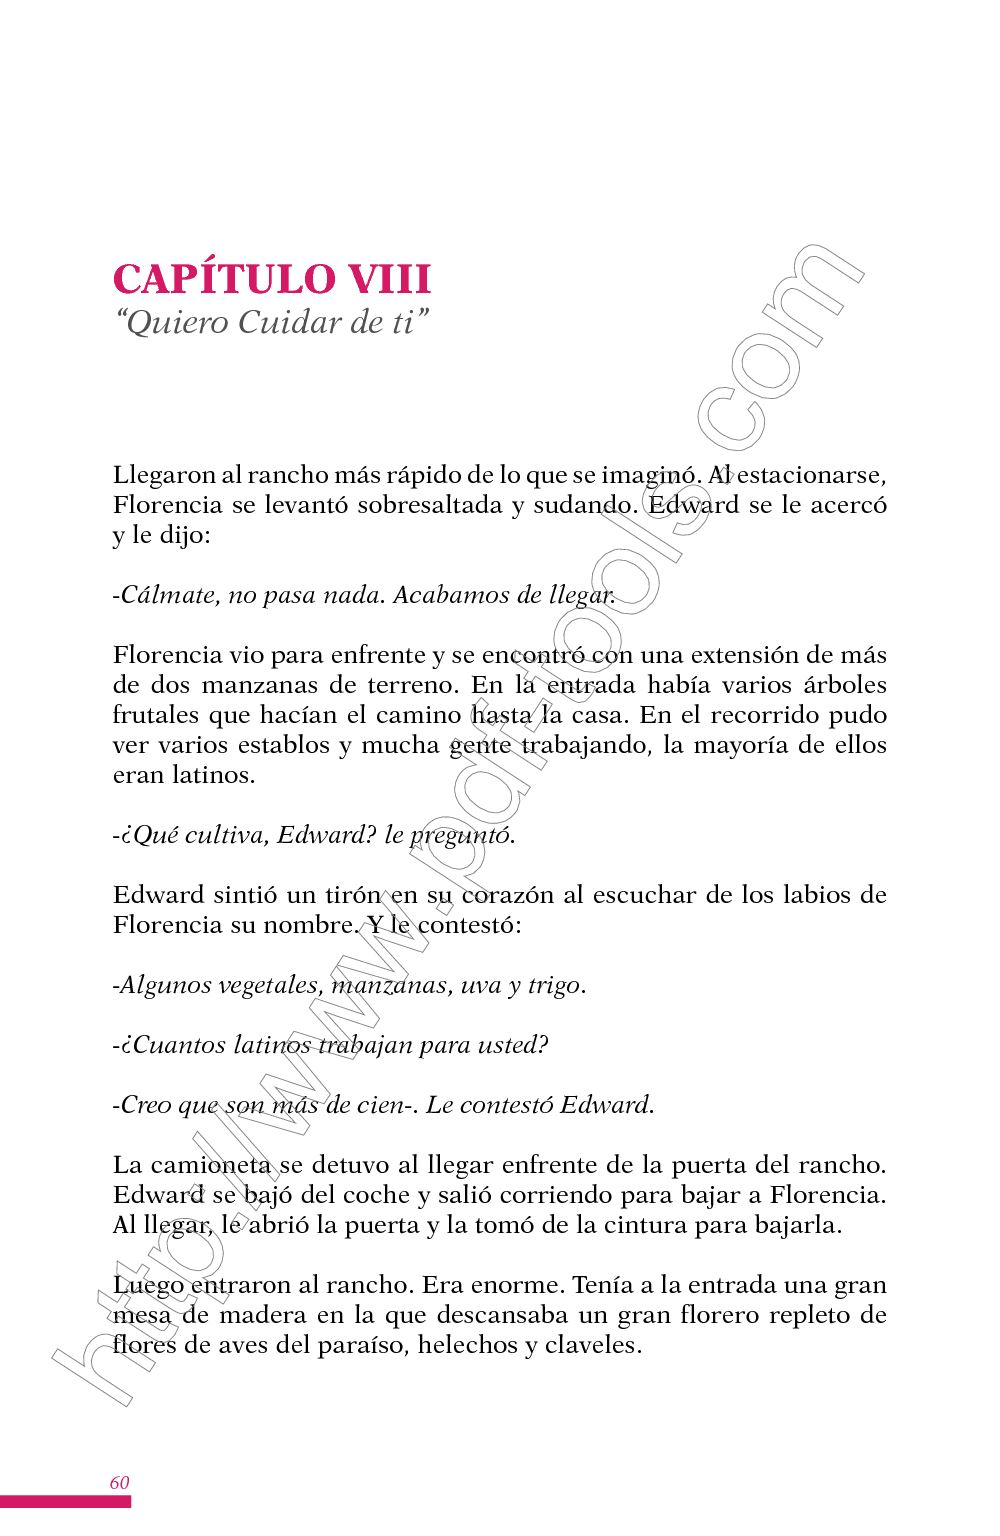 CAPÍTULO VIII
“Quiero Cuidar de ti”
Llegaron al rancho más rápido de lo que se imaginó. Al estacionarse,
Florencia se levantó sobresaltada y sudando. Edward se le acercó
y le dijo:
-Cálmate, no pasa nada. Acabamos de llegar.
Florencia vio para enfrente y se encontró con una extensión de más
de dos manzanas de terreno. En la entrada había varios árboles
frutales que hacían el camino hasta la casa. En el recorrido pudo
ver varios establos y mucha gente trabajando, la mayoría de ellos
eran latinos.
-¿Qué cultiva, Edward? le preguntó.
Edward sintió un tirón en su corazón al escuchar de los labios de
Florencia su nombre. Y le contestó:
-Algunos vegetales, manzanas, uva y trigo.
-¿Cuantos latinos trabajan para usted?
-Creo que son más de cien-. Le contestó Edward.
La camioneta se detuvo al llegar enfrente de la puerta del rancho.
Edward se bajó del coche y salió corriendo para bajar a Florencia.
Al llegar, le abrió la puerta y la tomó de la cintura para bajarla.
Luego entraron al rancho. Era enorme. Tenía a la entrada una gran
mesa de madera en la que descansaba un gran florero repleto de
flores de aves del paraíso, helechos y claveles.
60
http://www.pdf-tools.com